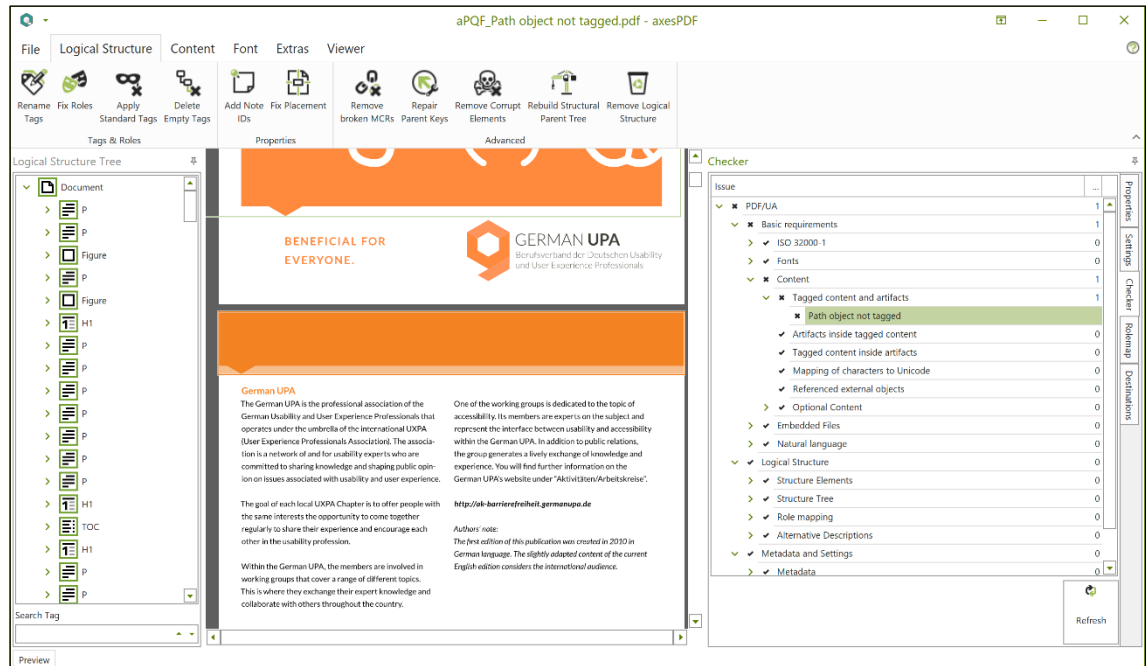 aPQF_Path object not tagged.pdf - axesPDF
File Logical Structure Content Font Extras Viewer
Rename Tags
Fix Roles
Apply Standard Tags
Delete Empty Tags
Tags & Roles
Add Note IDs
Fix Placement
Properties
Remove broken MCRs
Repair Parent Keys
Remove Corrupt Elements
Rebuild Structural Parent Tree
Remove Logical Structure
Advanced
Logical Structure Tree
Document
P
P
Figure
P
Figure
H1
P
P
P
P
P
P
P
H1
TOC
H1
P
P
Search Tag
Preview
BENEFICIAL FOR
EVERYONE.
GERMAN UPA
Berufsverband der Deutschen Usability
und User Experience Professionals
German UPA
The German UPA is the professional association of the
German Usability and User Experience Professionals that
operates under the umbrella of the international UXPA
(User Experience Professionals Association). The associa-
tion is a network of and for usability experts who are
committed to sharing knowledge and shaping public opin-
ion on issues associated with usability and user experience.
The goal of each local UXPA Chapter is to offer people with
the same interests the opportunity to come together
regularly to share their experience and encourage each
other in the usability profession.
Within the German UPA, the members are involved in
working groups that cover a range of different topics.
This is where they exchange their expert knowledge and
collaborate with others throughout the country.
One of the working groups is dedicated to the topic of
accessibility. Its members are experts on the subject and
represent the interface between usability and accessibility
within the German UPA. In addition to public relations,
the group generates a lively exchange of knowledge and
experience. You will find further information on the
German UPA's website under "Aktivitäten/Arbeitskreise".
http://ak-barrierefreiheit.germanupa.de
Authors' note:
The first edition of this publication was created in 2010 in
German language. The slightly adapted content of the current
English edition considers the international audience.
Checker
Issue ...
PDF/UA 1
Basic requirements 1
ISO 32000-1 0
Fonts 0
Content 1
Tagged content and artifacts 1
Path object not tagged
Artifacts inside tagged content 0
Tagged content inside artifacts 0
Mapping of characters to Unicode 0
Referenced external objects 0
Optional Content 0
Embedded Files 0
Natural language 0
Logical Structure 0
Structure Elements 0
Structure Tree 0
Role mapping 0
Alternative Descriptions 0
Metadata and Settings 0
Metadata 0
Refresh
Properties
Settings
Checker
Rolemap
Destinations